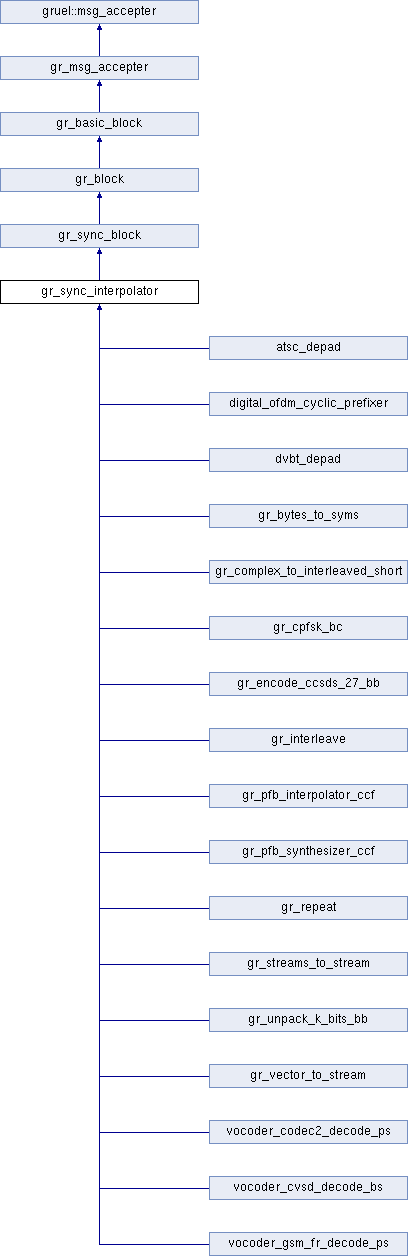 gruel::msg_accepter
gr_msg_accepter
gr_basic_block
gr_block
gr_sync_block
gr_sync_interpolator
atsc_depad
digital_ofdm_cyclic_prefixer
dvbt_depad
gr_bytes_to_syms
gr_complex_to_interleaved_short
gr_cpfsk_bc
gr_encode_ccsds_27_bb
gr_interleave
gr_pfb_interpolator_ccf
gr_pfb_synthesizer_ccf
gr_repeat
gr_streams_to_stream
gr_unpack_k_bits_bb
gr_vector_to_stream
vocoder_codec2_decode_ps
vocoder_cvsd_decode_bs
vocoder_gsm_fr_decode_ps